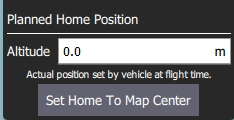 Planned Home Position
Altitude 0.0 m
Actual position set by vehicle at flight time.
Set Home To Map Center